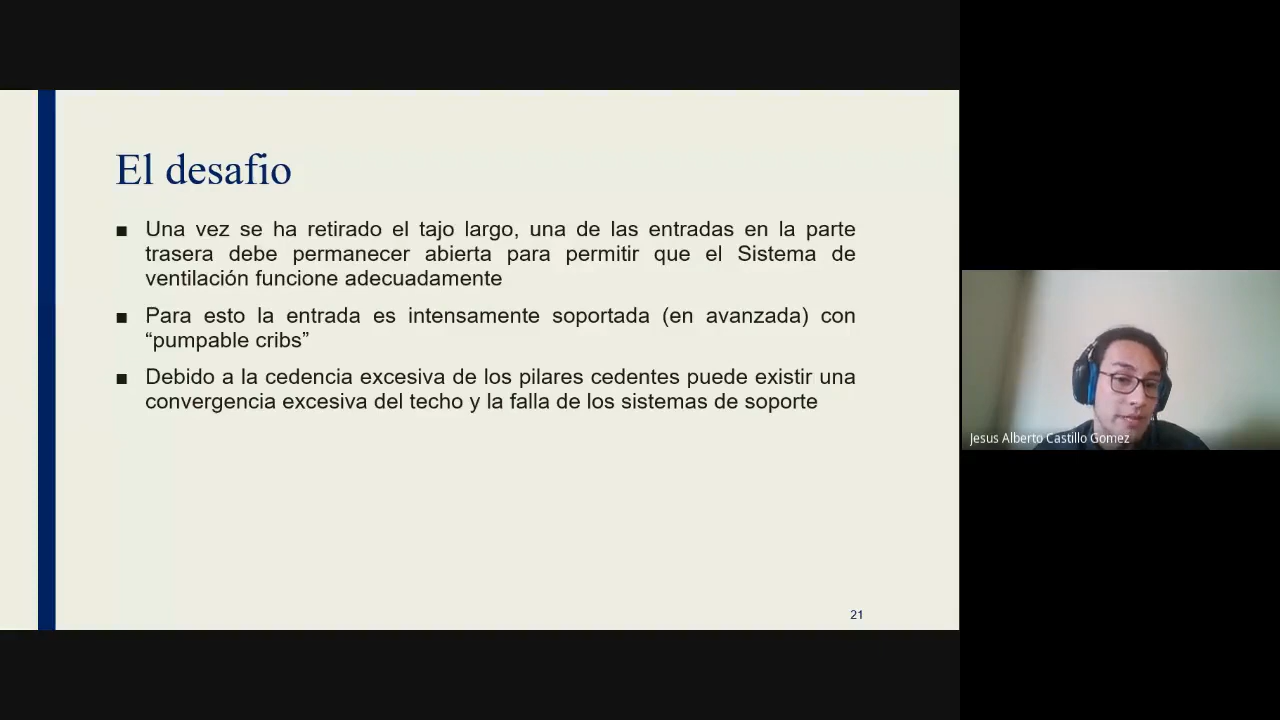 El desafio
■ Una vez se ha retirado el tajo largo, una de las entradas en la parte
trasera debe permanecer abierta para permitir que el Sistema de
ventilación funcione adecuadamente
■ Para esto la entrada es intensamente soportada (en avanzada) con
“pumpable cribs”
■ Debido a la cedencia excesiva de los pilares cedentes puede existir una
convergencia excesiva del techo y la falla de los sistemas de soporte
21
Jesus Alberto Castillo Gomez